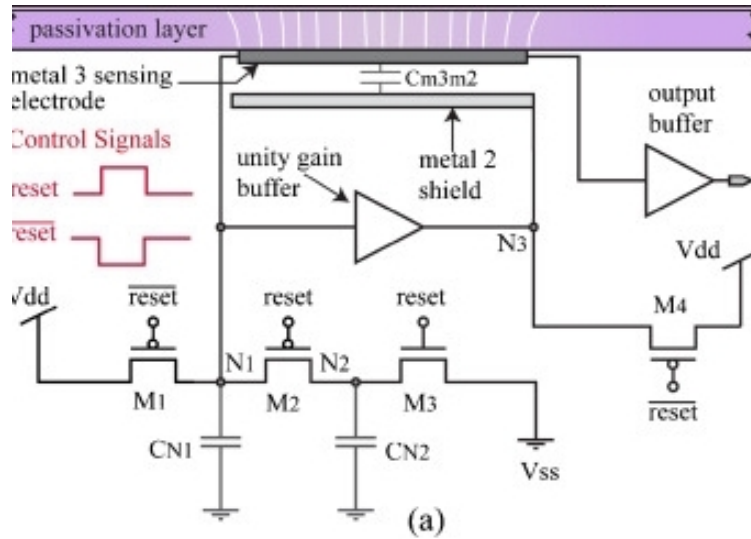 passivation layer
metal 3 sensing
electrode
Cm3m2
output
buffer
Control Signals
unity gain
buffer
metal 2
shield
reset
reset
N3
Vdd
Vdd
reset
reset
reset
M4
N1
N2
M1
M2
M3
reset
CN1
CN2
Vss
(a)